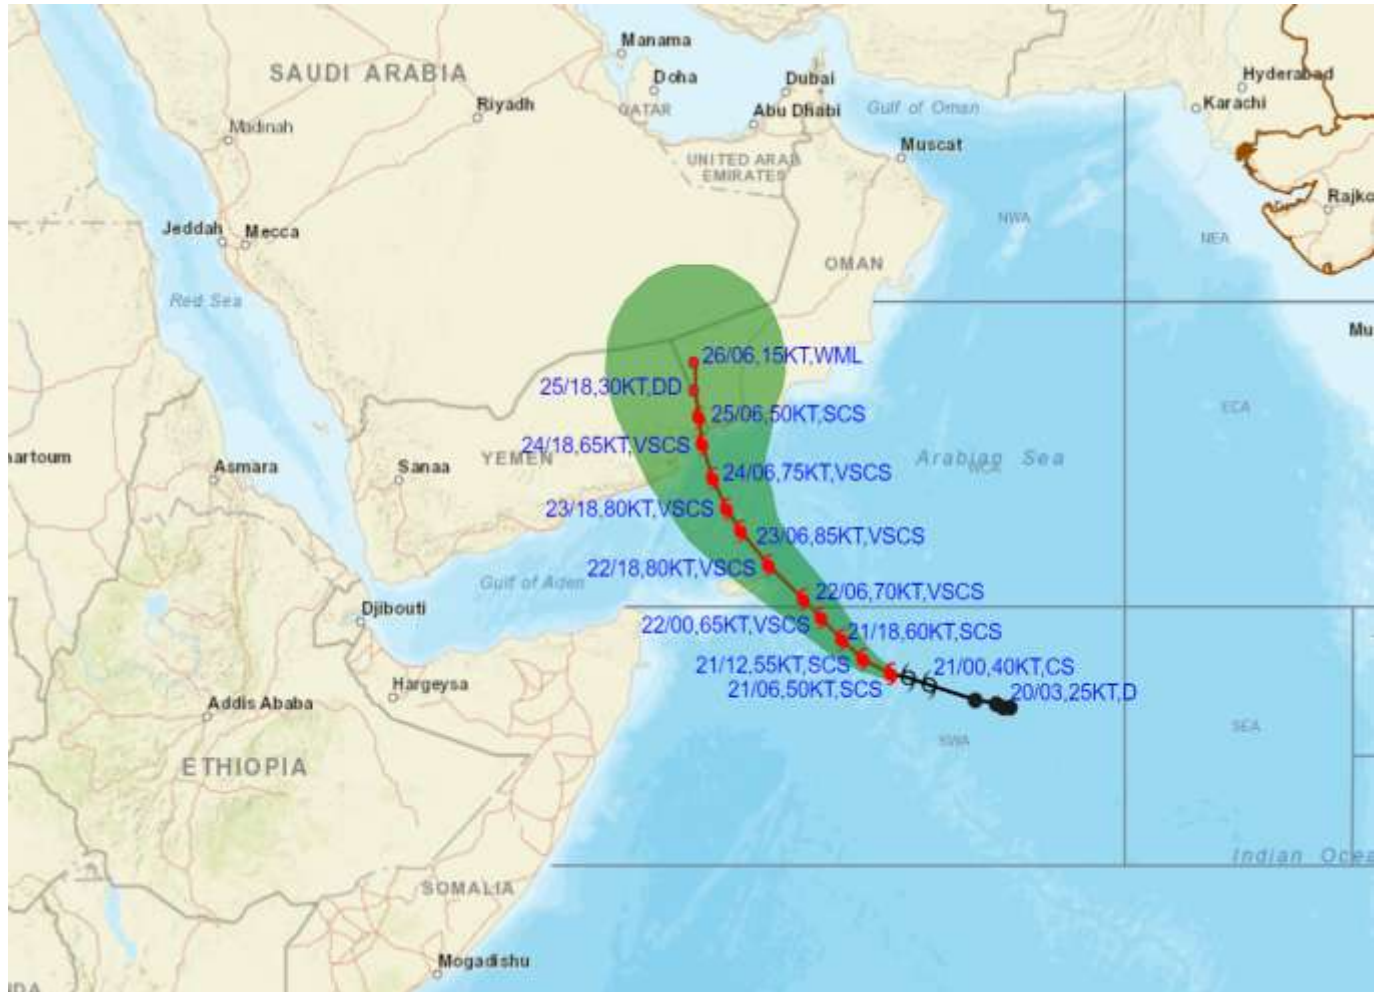 Manama
Hyderabad
SAUDI ARABIA
Doha
Dubai
Riyadh
QATAR
Abu Dhabi
Gulf of Oman
Karachi
Madinah
Muscat
UNITED ARAB
EMIRATES
Rajko
Jeddah
Mecca
NWA
NEA
OMAN
Red Sea
Mu
26/06,15KT,WML
25/18,30KT,DD
25/06,50KT,SCS
ECA
24/18,65KT,VSCS
artoum
Asmara
Sanaa
YEMEN
Arabian Sea
WCA
24/06,75KT,VSCS
23/18,80KT,VSCS
23/06,85KT,VSCS
22/18,80KT,VSCS
Gulf of Aden
22/06,70KT,VSCS
Djibouti
22/00,65KT,VSCS
21/18,60KT,SCS
21/12,55KT,SCS
21/00,40KT,CS
Hargeysa
21/06,50KT,SCS
20/03,25KT,D
Addis Ababa
SWA
SEA
ETHIOPIA
Indian Ocea
SOMALIA
Mogadishu
DA